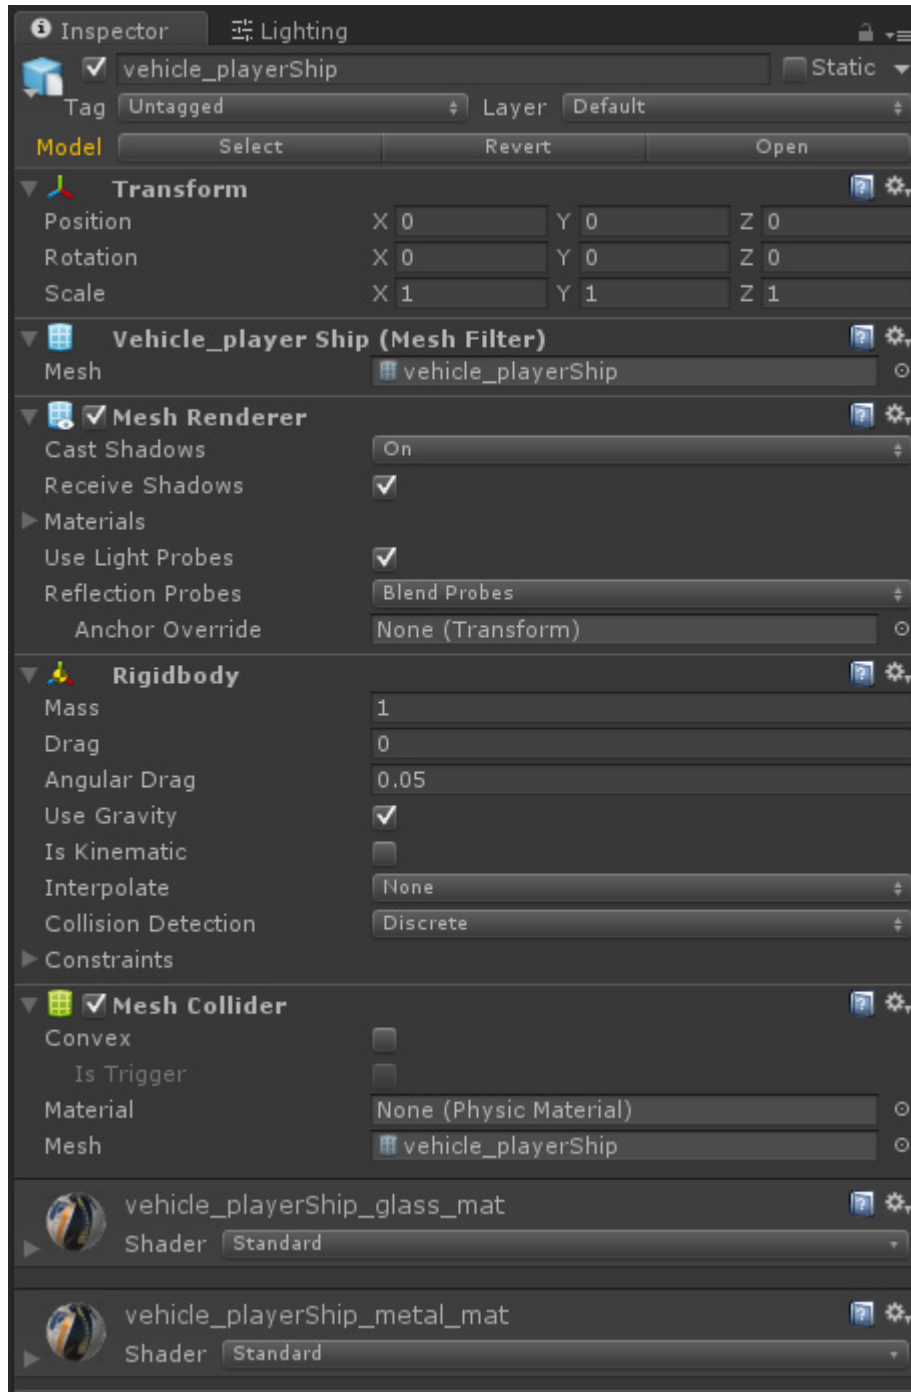 Inspector Lighting
vehicle_playerShip Static
Tag Untagged Layer Default
Model Select Revert Open
Transform
Position X 0 Y 0 Z 0
Rotation X 0 Y 0 Z 0
Scale X 1 Y 1 Z 1
Vehicle_player Ship (Mesh Filter)
Mesh vehicle_playerShip
Mesh Renderer
Cast Shadows On
Receive Shadows
Materials
Use Light Probes
Reflection Probes Blend Probes
Anchor Override None (Transform)
Rigidbody
Mass 1
Drag 0
Angular Drag 0.05
Use Gravity
Is Kinematic
Interpolate None
Collision Detection Discrete
Constraints
Mesh Collider
Convex
Is Trigger
Material None (Physic Material)
Mesh vehicle_playerShip
vehicle_playerShip_glass_mat
Shader Standard
vehicle_playerShip_metal_mat
Shader Standard